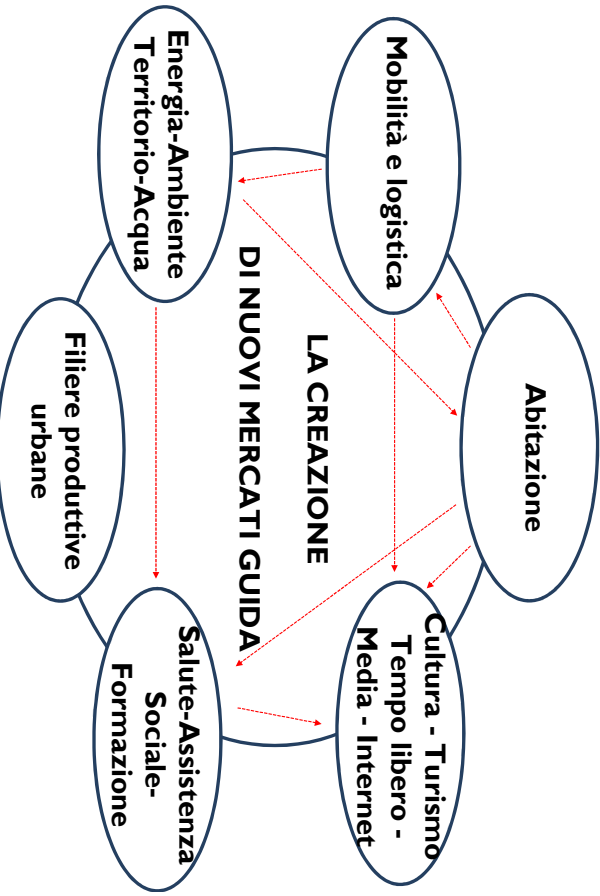 Abitazione
Mobilità e logistica
Cultura - Turismo
Tempo libero -
Media - Internet
LA CREAZIONE
DI NUOVI MERCATI GUIDA
Energia-Ambiente
Territorio-Acqua
Salute-Assistenza
Sociale-
Formazione
Filiere produttive
urbane